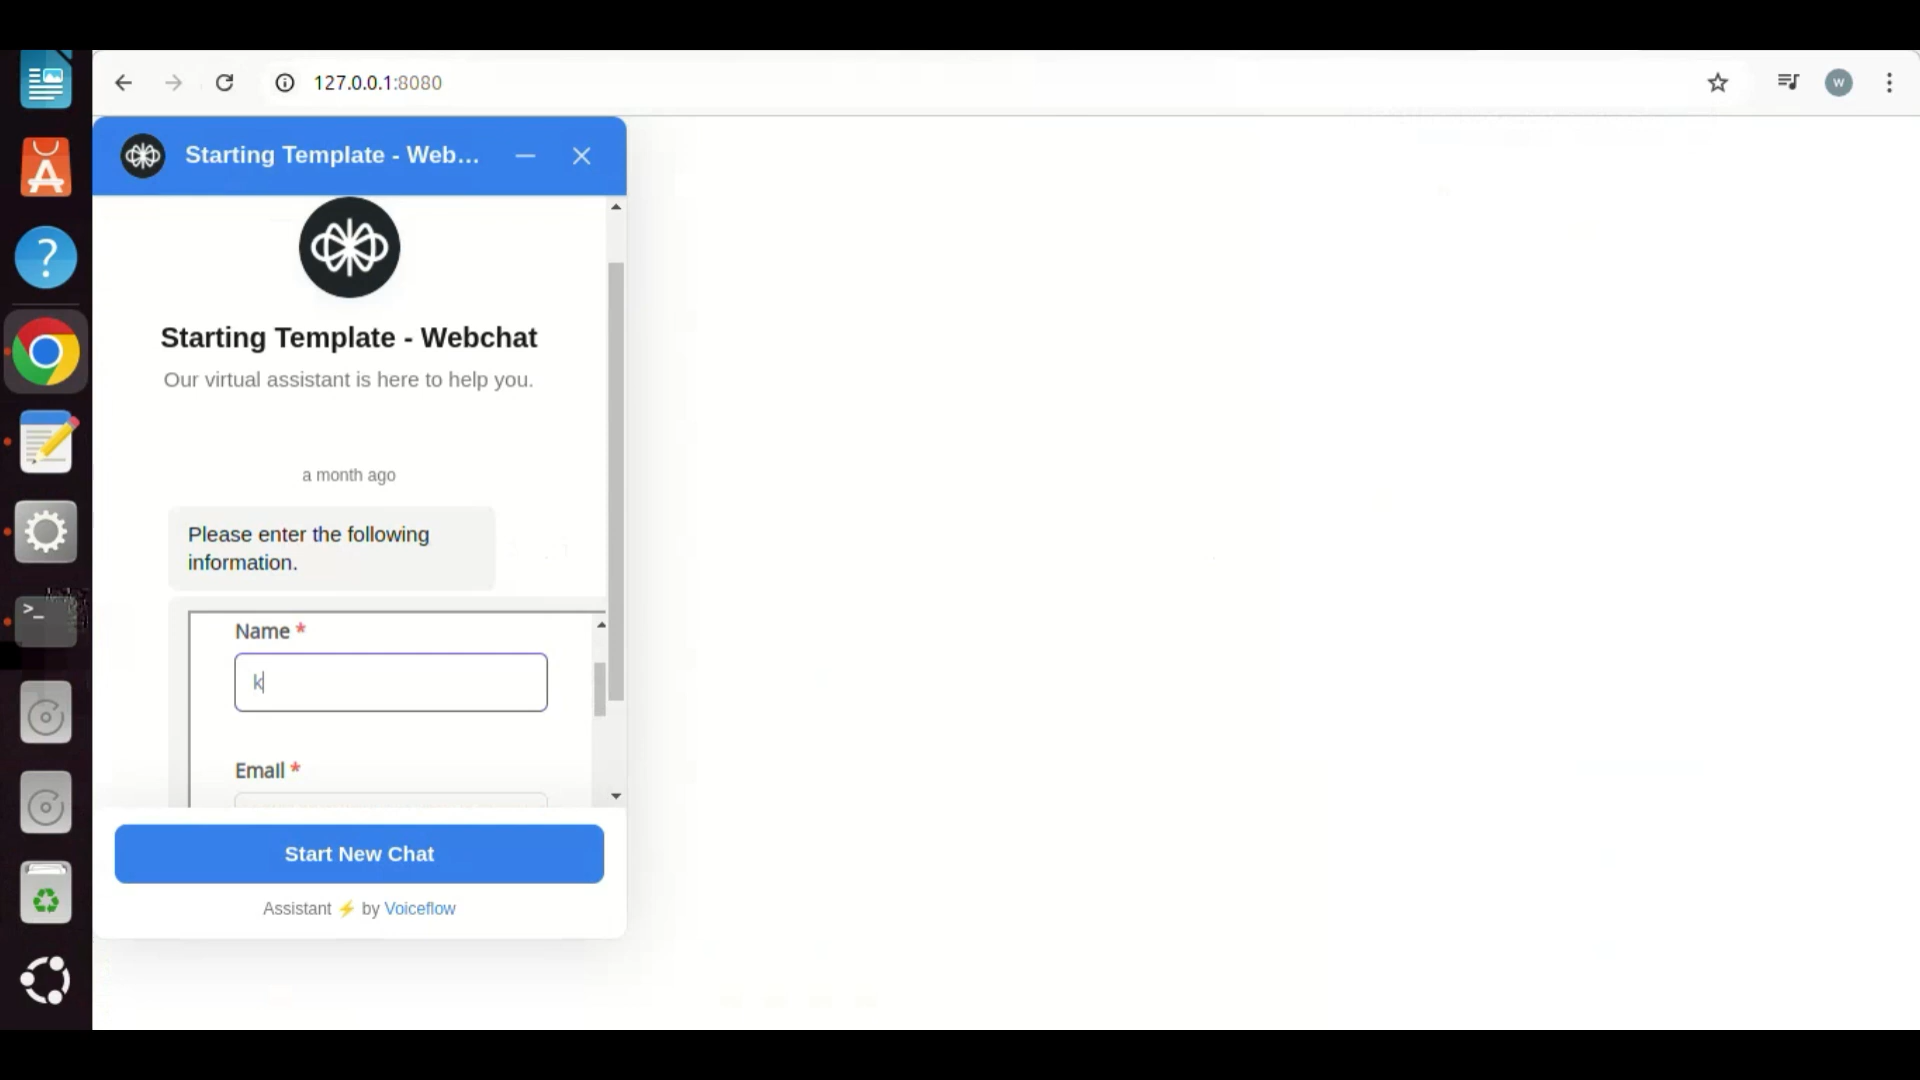 127.0.0.1:8080
W
Starting Template - Web...
Starting Template - Webchat
Our virtual assistant is here to help you.
a month ago
Please enter the following
information.
Name *
k
Email *
Start New Chat
Assistant ⚡ by Voiceflow